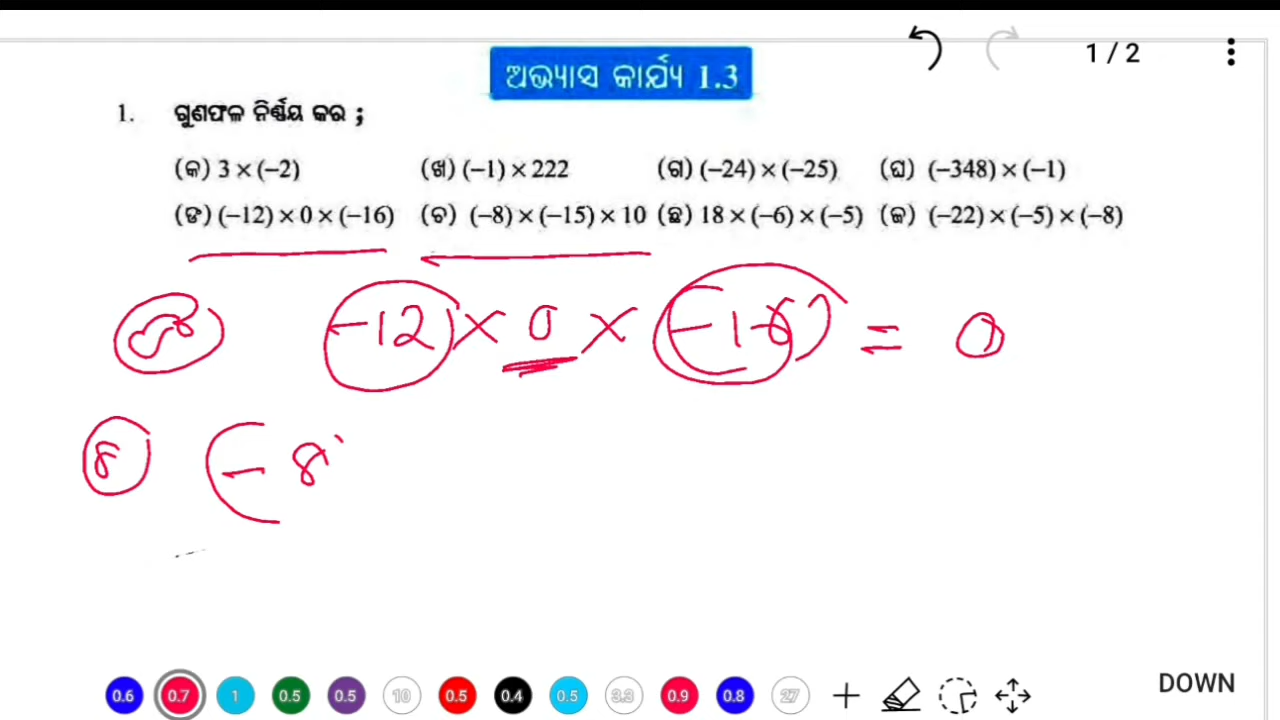 1 / 2
ଅଭ୍ୟାସ କାର୍ଯ୍ୟ 1.3
1. ଗୁଣଫଳ ନିର୍ଣ୍ଣୟ କର ;
(କ) 3 × (–2) (ଖ) (–1) × 222 (ଗ) (–24) × (–25) (ଘ) (–348) × (–1)
(ଙ) (–12) × 0 × (–16) (ଚ) (–8) × (–15) × 10 (ଛ) 18 × (–6) × (–5) (ଜ) (–22) × (–5) × (–8)
ଙ –12) × 0 × (–16) = 0
ଚ (– 8
0.6 0.7 1 0.5 0.5 10 0.5 0.4 0.5 3.3 0.9 0.8 27
DOWN